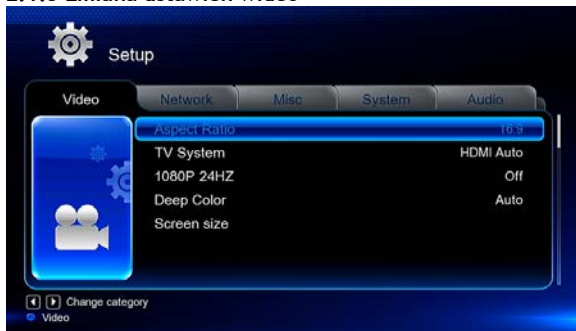 Setup
Video Network Misc System Audio
Aspect Ratio 16:9
TV System HDMI Auto
1080P 24HZ Off
Deep Color Auto
Screen size
Change category
Video